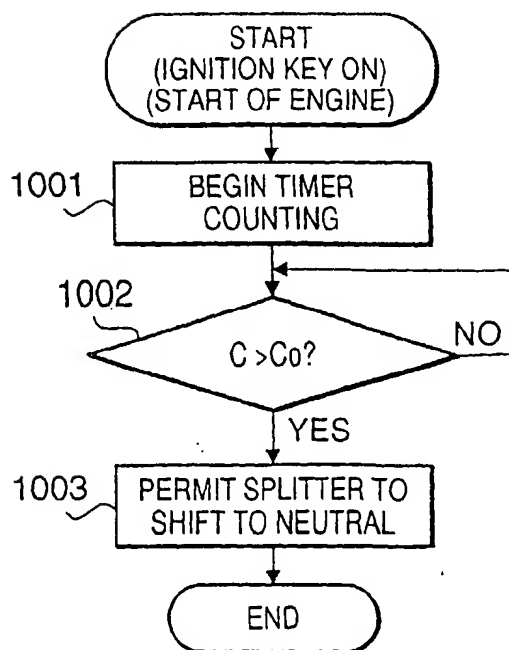 START
(IGNITION KEY ON)
(START OF ENGINE)
1001
BEGIN TIMER
COUNTING
1002
C >Co?
NO
YES
1003
PERMIT SPLITTER TO
SHIFT TO NEUTRAL
END